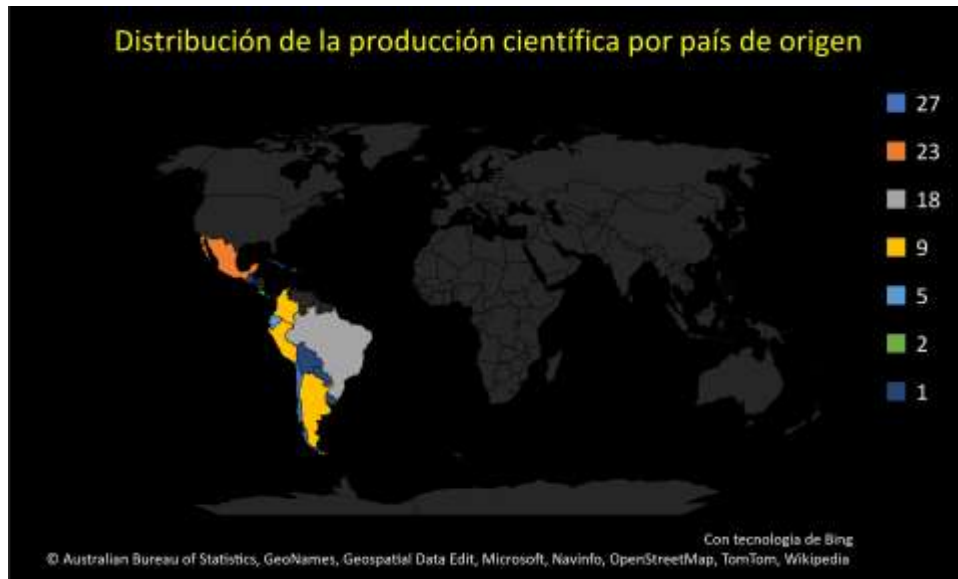 Distribución de la producción científica por país de origen
27
23
18
9
5
2
1
Con tecnología de Bing
© Australian Bureau of Statistics, GeoNames, Geospatial Data Edit, Microsoft, Navinfo, OpenStreetMap, TomTom, Wikipedia